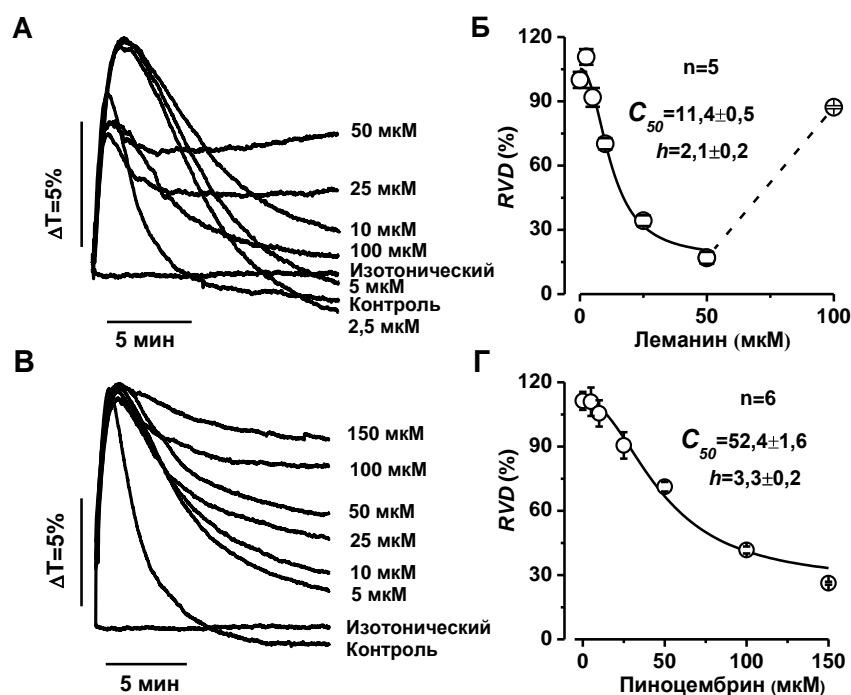 А
ΔT=5%
50 мкМ
25 мкМ
10 мкМ
100 мкМ
Изотонический
5 мкМ
Контроль
2,5 мкМ
5 мин
Б
RVD (%)
120
90
60
30
0
n=5
C50=11,4±0,5
h=2,1±0,2
0
50
100
Леманин (мкМ)
В
ΔT=5%
150 мкМ
100 мкМ
50 мкМ
25 мкМ
10 мкМ
5 мкМ
Изотонический
Контроль
5 мин
Г
RVD (%)
120
90
60
30
0
n=6
C50=52,4±1,6
h=3,3±0,2
0
50
100
150
Пиноцембрин (мкМ)